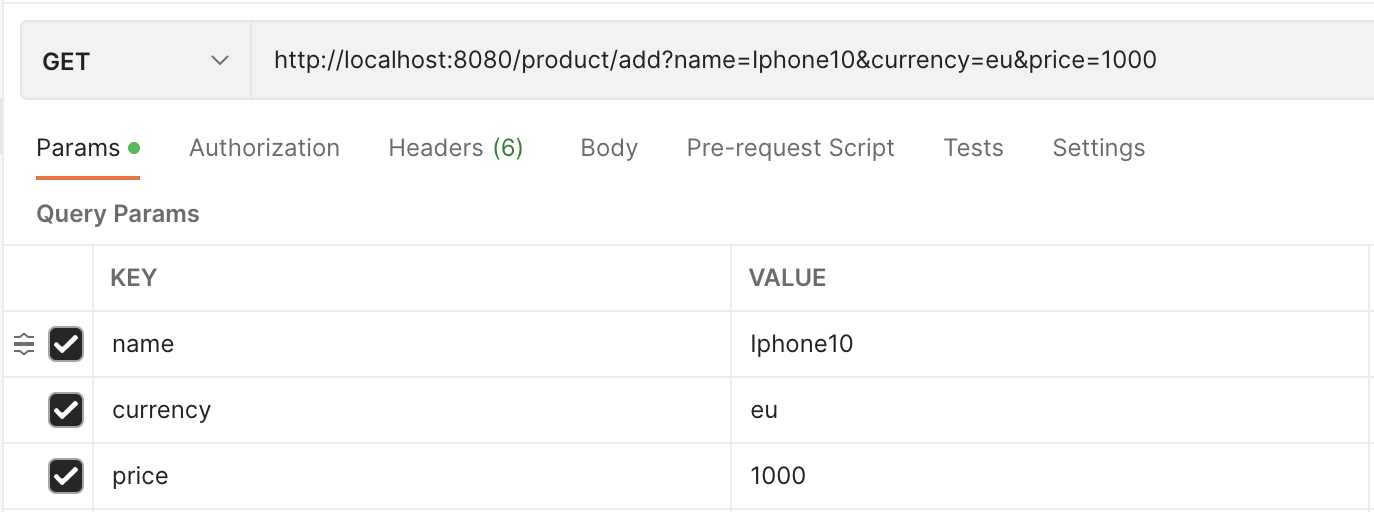 GET http://localhost:8080/product/add?name=Iphone10&currency=eu&price=1000
Params Authorization Headers (6) Body Pre-request Script Tests Settings
Query Params
KEY VALUE
name Iphone10
currency eu
price 1000